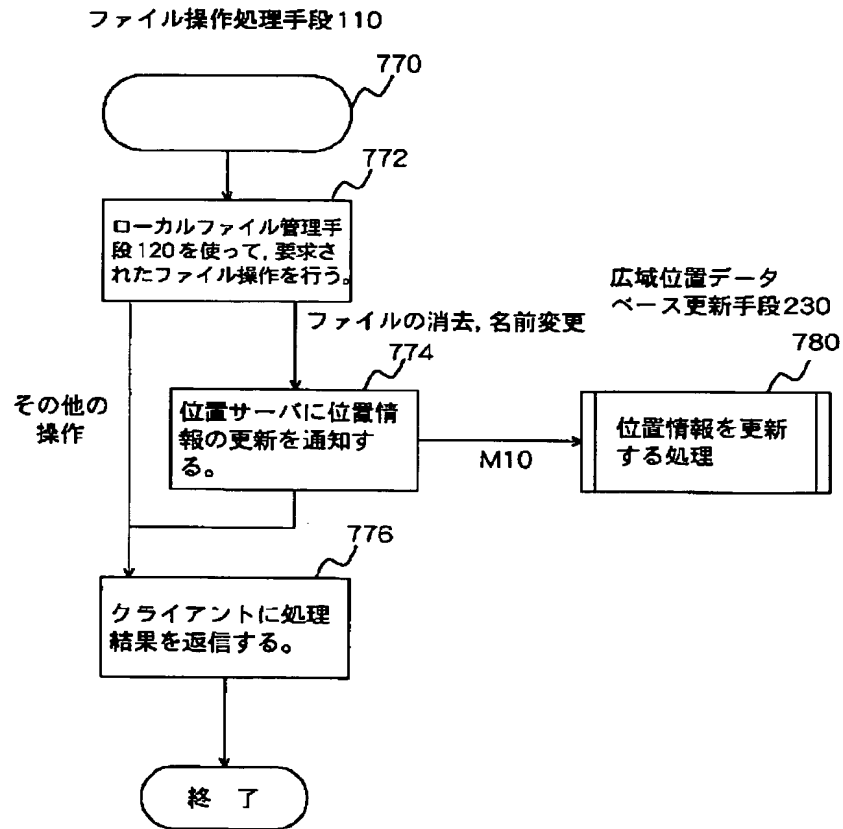 ファイル操作処理手段110
770
772
ローカルファイル管理手
段120を使って,要求さ
れたファイル操作を行う。
ファイルの消去,名前変更
広域位置データ
ベース更新手段230
774
780
その他の
操作
位置サーバに位置情
報の更新を通知す
る。
M10
位置情報を更新
する処理
776
クライアントに処理
結果を返信する。
終 了